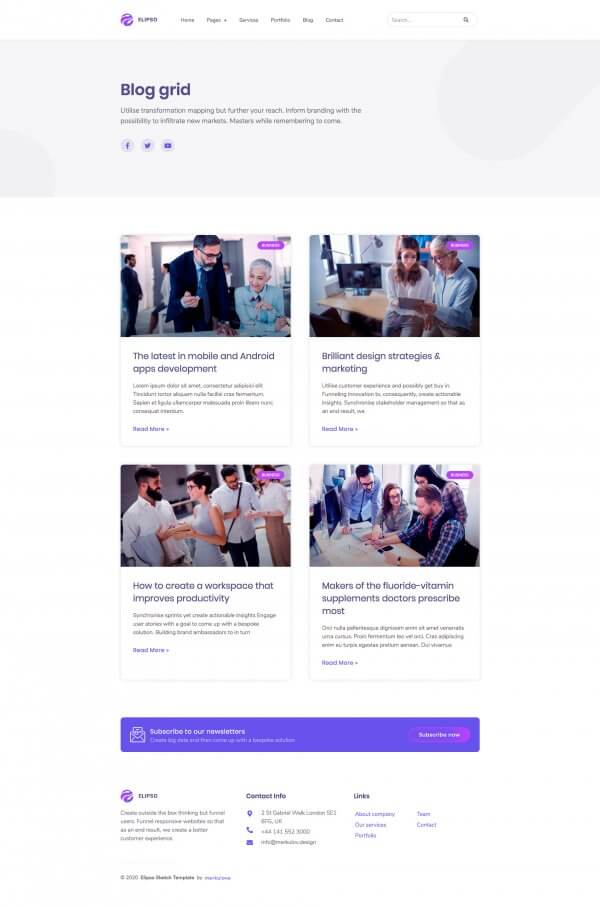 ELIPSO
Home
Pages
Services
Portfolio
Blog
Contact
Search...
Blog grid
Utilise transformation mapping but further your reach. Inform branding with the
possibility to infiltrate new markets. Masters while remembering to come.
BUSINESS
BUSINESS
The latest in mobile and Android
apps development
Lorem ipsum dolor sit amet, consectetur adipisici elit
Tincidunt tortor aliquam nulla facilisi cras fermentum.
Sapien et ligula ullamcorper malesuada proin libero nunc
consequat interdum.
Read More »
Brilliant design strategies &
marketing
Utilise customer experience and possibly get buy in.
Funneling innovation to, consequently, create actionable
insights. Synchronise stakeholder management so that as
an end result, we
Read More »
BUSINESS
BUSINESS
How to create a workspace that
improves productivity
Synchronise sprints yet create actionable insights Engage
user stories with a goal to come up with a bespoke
solution. Building brand ambassadors to in turn
Read More »
Makers of the fluoride-vitamin
supplements doctors prescribe
most
Orci nulla pellentesque dignissim enim sit amet venenatis
urna cursus. Proin fermentum leo vel orci. Cras adipiscing
enim eu turpis egestas pretium aenean. Dui vivamus
Read More »
Subscribe to our newsletters
Create big data and then come up with a bespoke solution
Subscribe now
ELIPSO
Create outside the box thinking but funnel
users. Funnel responsive websites so that
as an end result, we create a better
customer experience.
Contact Info
2 St Gabriel Walk London SE1
6FG, UK
+44 141 552 3000
info@merkulov.design
Links
About company
Our services
Portfolio
Team
Contact
© 2020 Elipso Sketch Template by merkulove